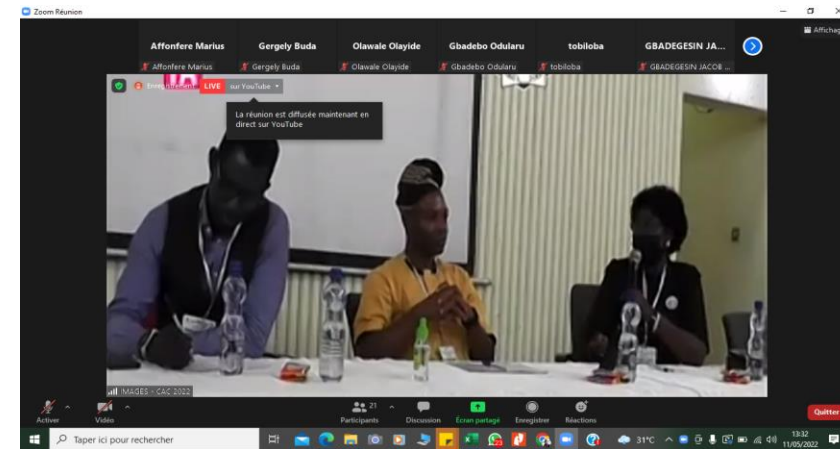 Zoom Réunion
Affichage
Affonfere Marius
Gergely Buda
Olawale Olayide
Gbadebo Odularu
tobiloba
GBADEGESIN JA...
Affonfere Marius
Gergely Buda
Olawale Olayide
Gbadebo Odularu
tobiloba
GBADEGESIN JACOB ...
Enregistrement
LIVE
sur YouTube
La réunion est diffusée maintenant en
direct sur YouTube
IMAGES - CAC 2022
Activer
Vidéo
21
Participants
Discussion
Écran partagé
Enregistrer
Réactions
Quitter
Taper ici pour rechercher
31°C
13:32
11/05/2022